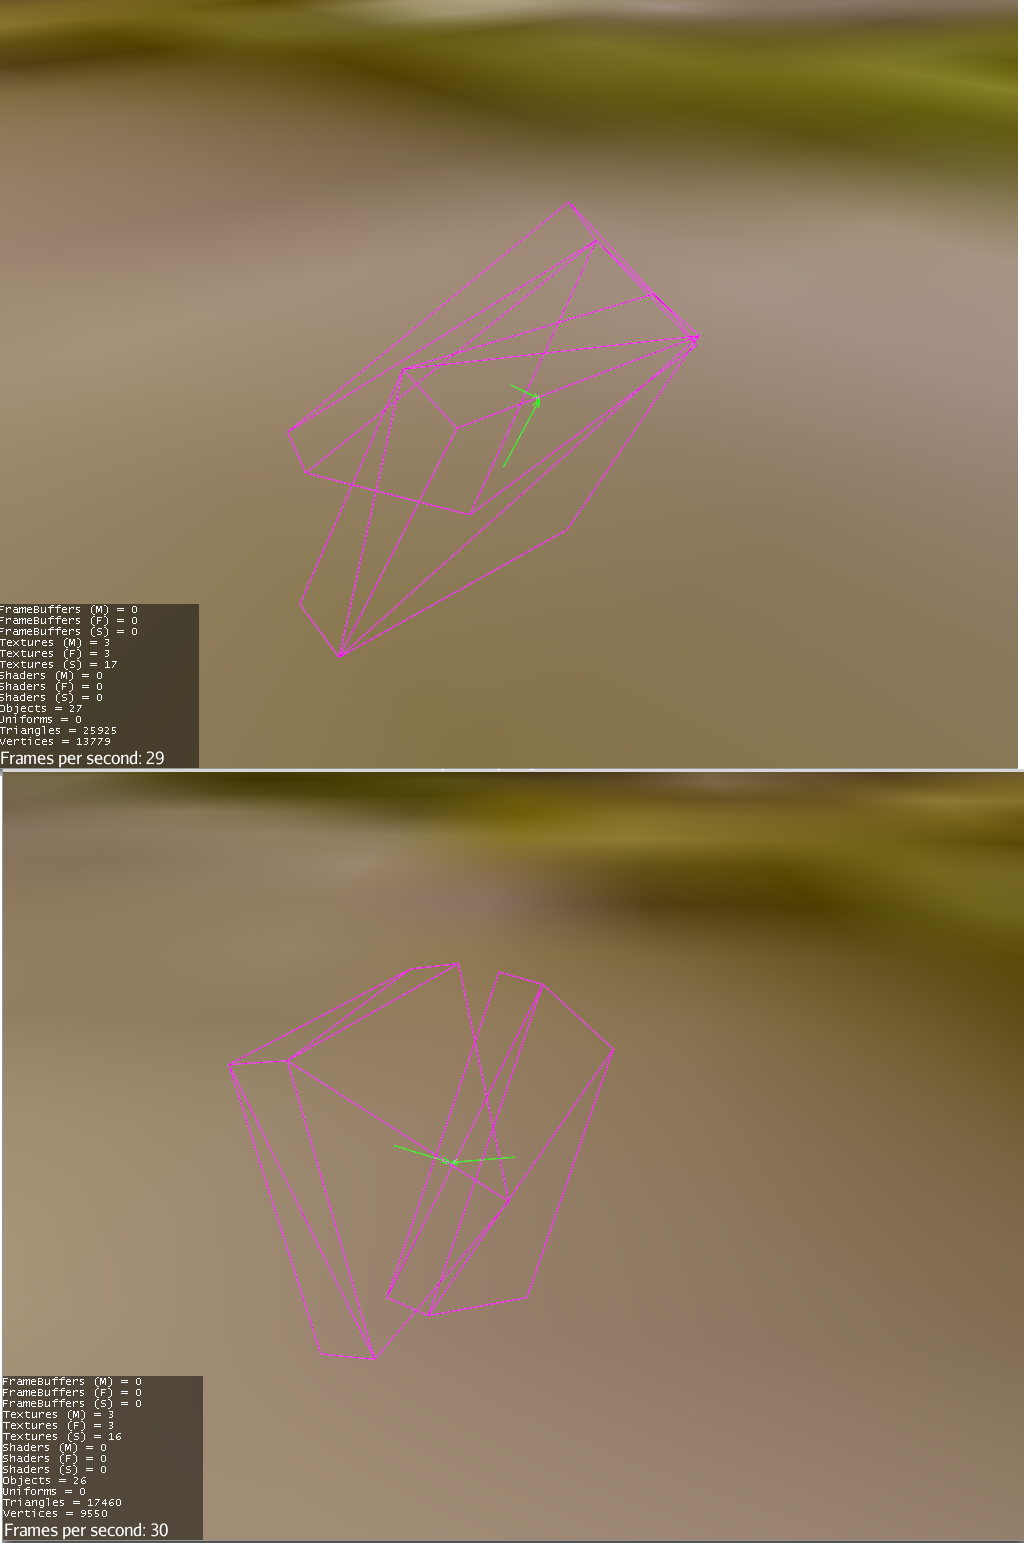 FrameBuffers (M) = 0
FrameBuffers (F) = 0
FrameBuffers (S) = 0
Textures (M) = 3
Textures (F) = 3
Textures (S) = 17
Shaders (M) = 0
Shaders (F) = 0
Shaders (S) = 0
Objects = 27
Uniforms = 0
Triangles = 25925
Vertices = 13779
Frames per second: 29
FrameBuffers (M) = 0
FrameBuffers (F) = 0
FrameBuffers (S) = 0
Textures (M) = 3
Textures (F) = 3
Textures (S) = 16
Shaders (M) = 0
Shaders (F) = 0
Shaders (S) = 0
Objects = 26
Uniforms = 0
Triangles = 17460
Vertices = 9550
Frames per second: 30